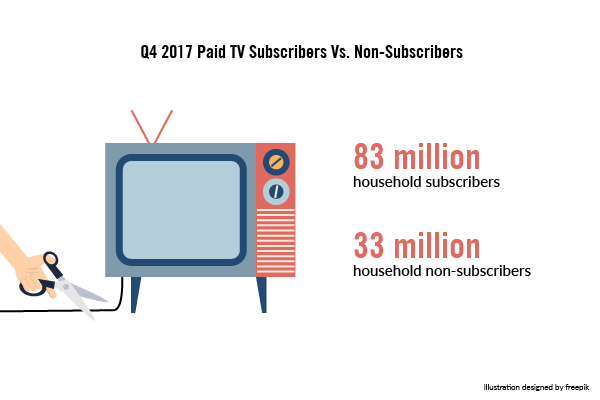 Q4 2017 Paid TV Subscribers Vs. Non-Subscribers
83 million
household subscribers
33 million
household non-subscribers
Illustration designed by freepik